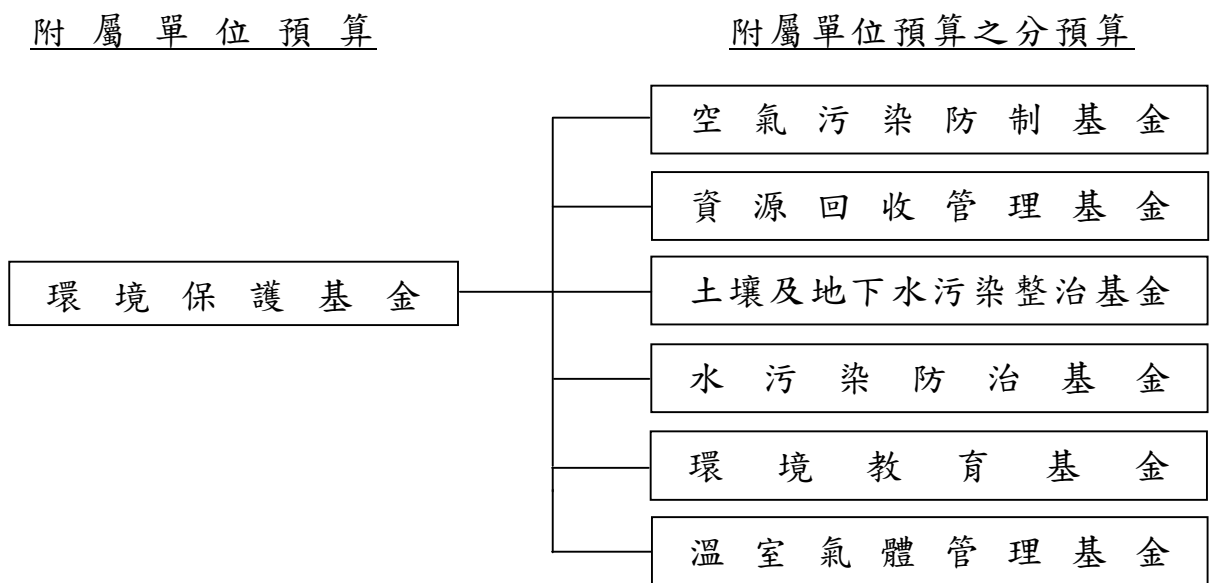 附屬單位預算
附屬單位預算之分預算
空氣污染防制基金
資源回收管理基金
環境保護基金
土壤及地下水污染整治基金
水污染防治基金
環境教育基金
溫室氣體管理基金